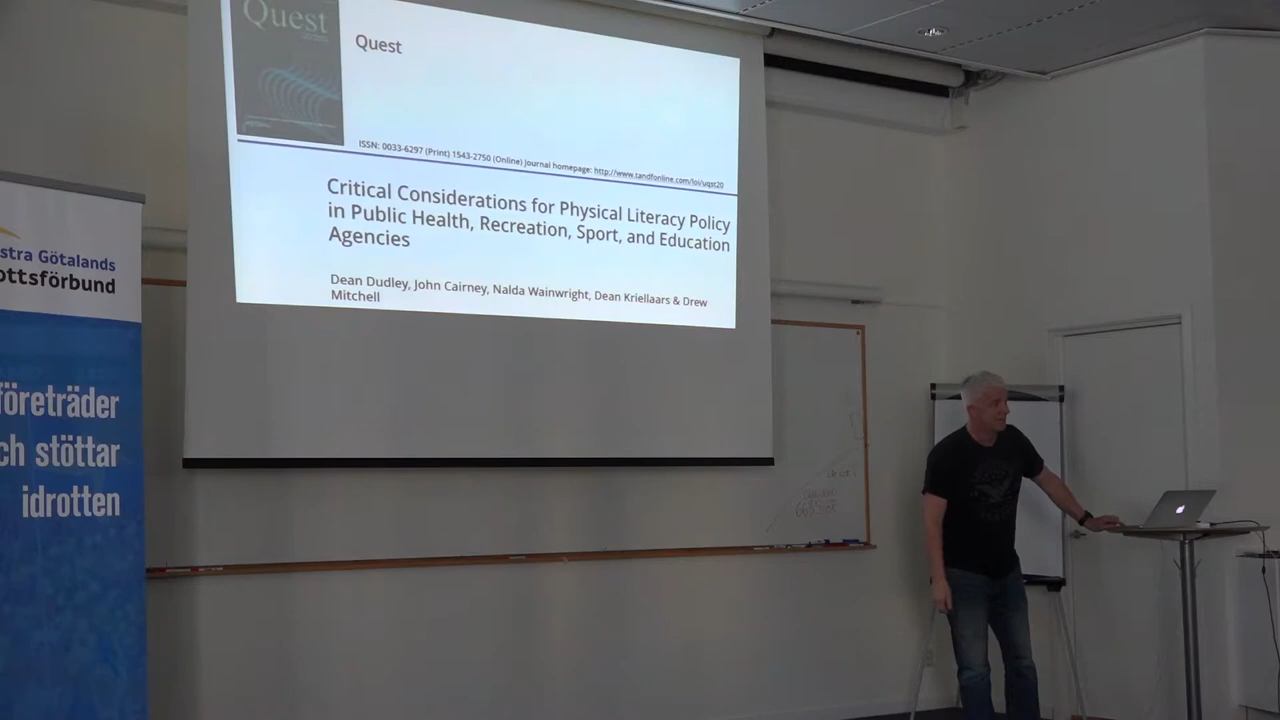 Quest
Quest
ISSN: 0033-6297 (Print) 1543-2750 (Online) Journal homepage: http://www.tandfonline.com/loi/uqst20
Critical Considerations for Physical Literacy Policy
in Public Health, Recreation, Sport, and Education
Agencies
Dean Dudley, John Cairney, Nalda Wainwright, Dean Kriellaars & Drew
Mitchell
stra Götalands
ottsförbund
företräder
ch stöttar
idrotten